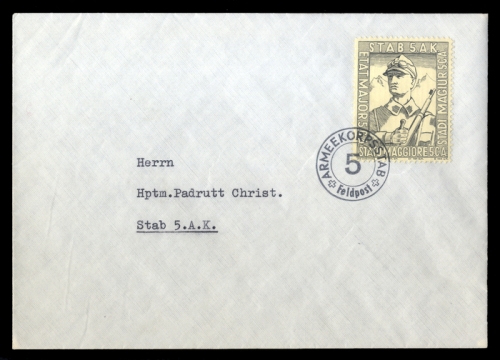 STAB 5.A.K
ETAT MAJOR 5
STADI MAGIUR 5.C.A
STATO MAGGIORE 5.C.A.
ARMEEKORPSSTAB
5
Feldpost
Herrn
Hptm.Padrutt Christ.
Stab 5.A.K.